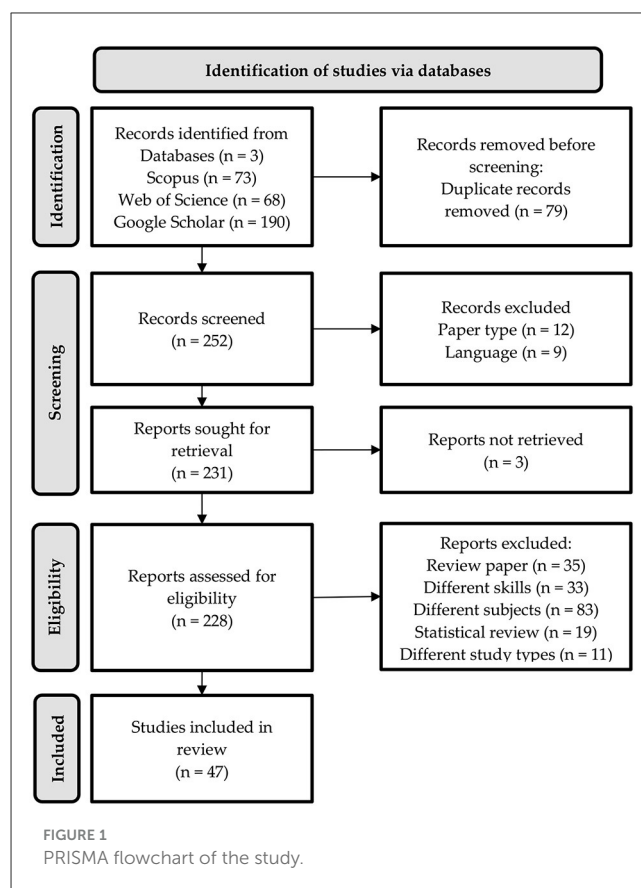 Identification of studies via databases
Identification
Records identified from
Databases (n = 3)
Scopus (n = 73)
Web of Science (n = 68)
Google Scholar (n = 190)
Records removed before
screening:
Duplicate records
removed (n = 79)
Screening
Records screened
(n = 252)
Records excluded
Paper type (n = 12)
Language (n = 9)
Reports sought for
retrieval
(n = 231)
Reports not retrieved
(n = 3)
Eligibility
Reports assessed for
eligibility
(n = 228)
Reports excluded:
Review paper (n = 35)
Different skills (n = 33)
Different subjects (n = 83)
Statistical review (n = 19)
Different study types (n = 11)
Included
Studies included in
review
(n = 47)
FIGURE 1
PRISMA flowchart of the study.